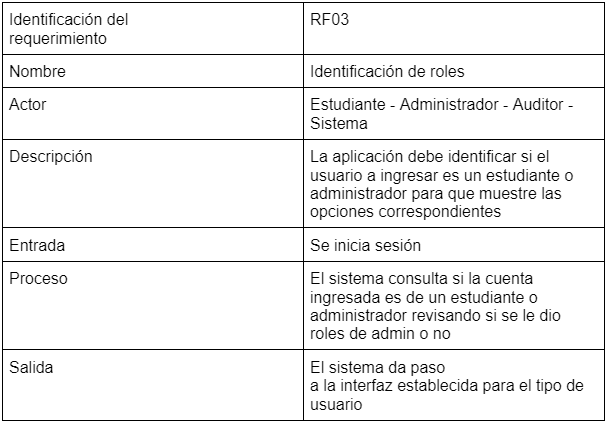 Identificación del
requerimiento
RF03
Nombre
Identificación de roles
Actor
Estudiante - Administrador - Auditor -
Sistema
Descripción
La aplicación debe identificar si el
usuario a ingresar es un estudiante o
administrador para que muestre las
opciones correspondientes
Entrada
Se inicia sesión
Proceso
El sistema consulta si la cuenta
ingresada es de un estudiante o
administrador revisando si se le dio
roles de admin o no
Salida
El sistema da paso
a la interfaz establecida para el tipo de
usuario